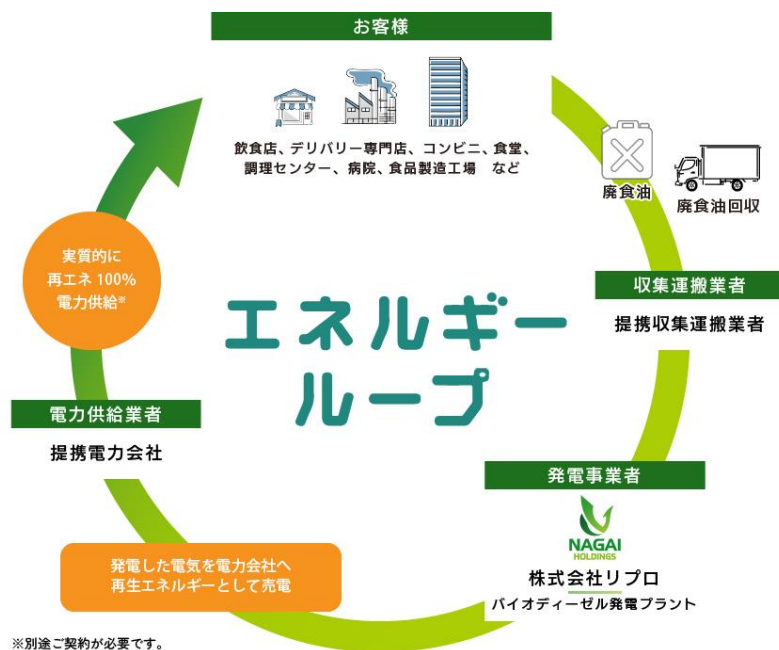 お客様
飲食店、デリバリー専門店、コンビニ、食堂、
調理センター、病院、食品製造工場 など
廃食油
廃食油回収
収集運搬業者
提携収集運搬業者
発電事業者
NAGAI
HOLDINGS
株式会社リプロ
バイオディーゼル発電プラント
発電した電気を電力会社へ
再生エネルギーとして売電
電力供給業者
提携電力会社
実質的に
再エネ100%
電力供給※
エネルギー
ループ
※別途ご契約が必要です。